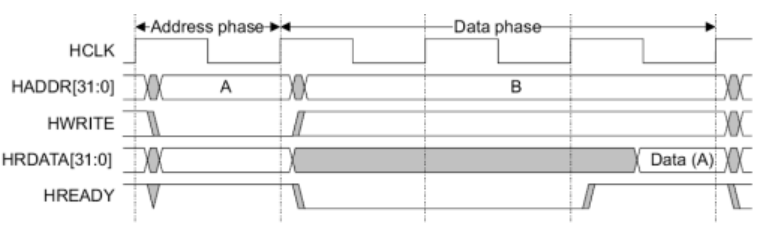 Address phase Data phase
HCLK
HADDR[31:0] A B
HWRITE
HRDATA[31:0] Data (A)
HREADY